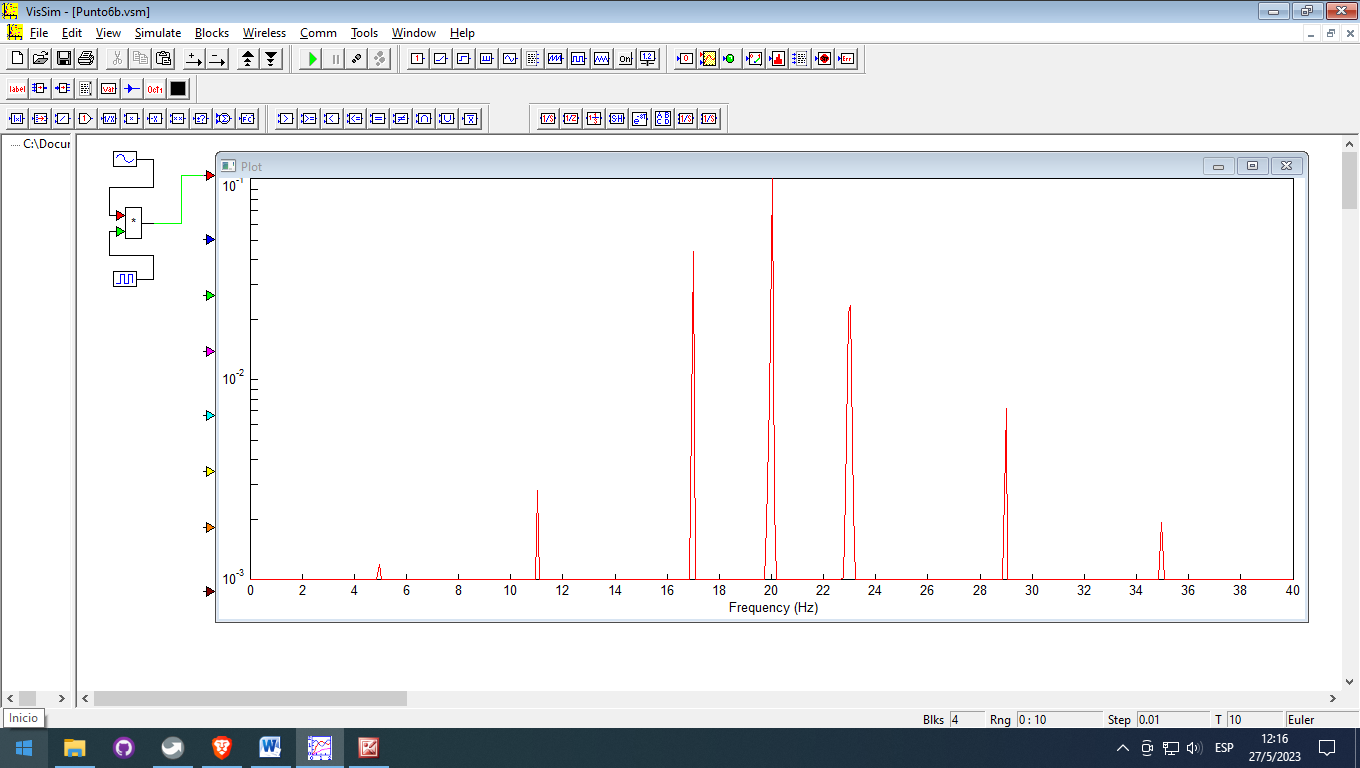 VisSim - [Punto6b.vsm]
File Edit View Simulate Blocks Wireless Comm Tools Window Help
C:\Docur
Plot
*
10-1
10-2
10-3
0 2 4 6 8 10 12 14 16 18 20 22 24 26 28 30 32 34 36 38 40
Frequency (Hz)
Blks 4 Rng 0 : 10 Step 0.01 T 10 Euler
Inicio
ESP
12:16
27/5/2023